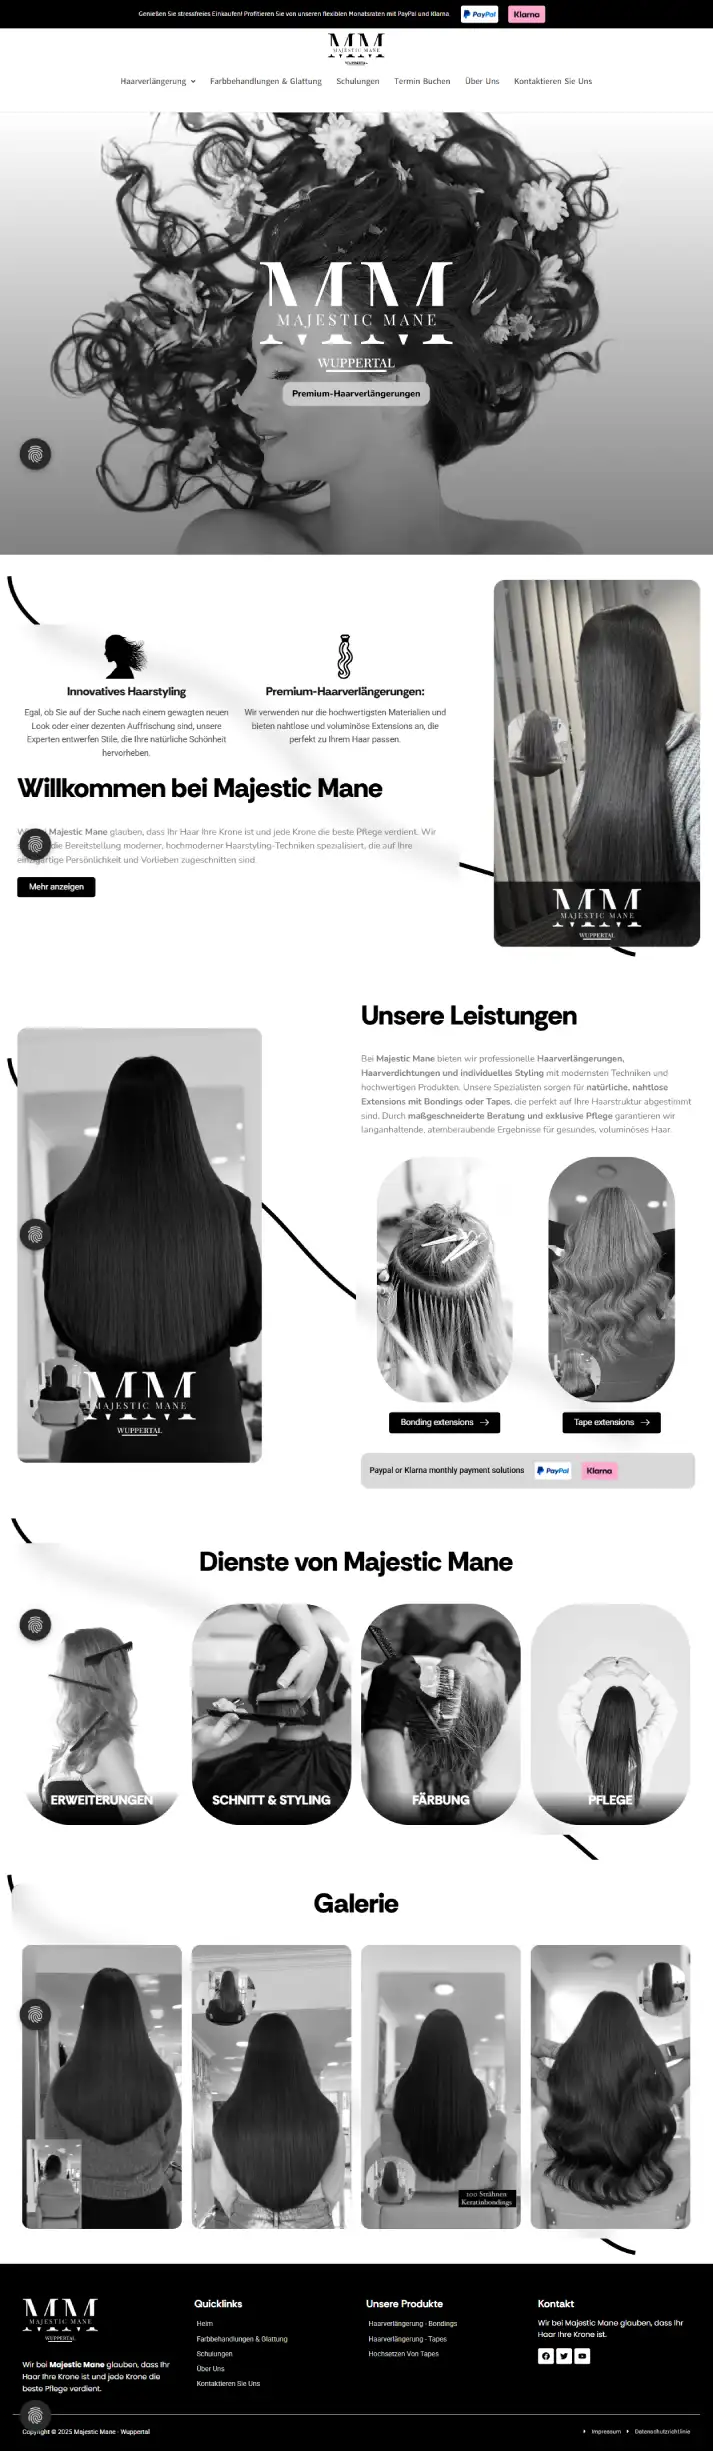 Genießen Sie stressfreies Einkaufen! Profitieren Sie von unseren flexiblen Monatsraten mit PayPal und Klarna
PayPal
Klarna
MM
MAJESTIC MANE
WUPPERTAL
Haarverlängerung
Farbbehandlungen & Glattung
Schulungen
Termin Buchen
Über Uns
Kontaktieren Sie Uns
MM
MAJESTIC MANE
WUPPERTAL
Premium-Haarverlängerungen
Innovatives Haarstyling
Egal, ob Sie auf der Suche nach einem gewagten neuen
Look oder einer dezenten Auffrischung sind, unsere
Experten entwerfen Stile, die Ihre natürliche Schönheit
hervorheben.
Premium-Haarverlängerungen:
Wir verwenden nur die hochwertigsten Materialien und
bieten nahtlose und voluminöse Extensions an, die
perfekt zu Ihrem Haar passen.
Willkommen bei Majestic Mane
Majestic Mane glauben, dass Ihr Haar Ihre Krone ist und jede Krone die beste Pflege verdient. Wir
die Bereitstellung moderner, hochmoderner Haarstyling-Techniken spezialisiert, die auf Ihre
Persönlichkeit und Vorlieben zugeschnitten sind.
Mehr anzeigen
MM
MAJESTIC MANE
WUPPERTAL
Unsere Leistungen
Bei Majestic Mane bieten wir professionelle Haarverlängerungen,
Haarverdichtungen und individuelles Styling mit modernsten Techniken und
hochwertigen Produkten. Unsere Spezialisten sorgen für natürliche, nahtlose
Extensions mit Bondings oder Tapes, die perfekt auf Ihre Haarstruktur abgestimmt
sind. Durch maßgeschneiderte Beratung und exklusive Pflege garantieren wir
langanhaltende, atemberaubende Ergebnisse für gesundes, voluminöses Haar.
MM
MAJESTIC MANE
WUPPERTAL
Bonding extensions
Tape extensions
Paypal or Klarna monthly payment solutions
PayPal
Klarna
Dienste von Majestic Mane
ERWEITERUNGEN
SCHNITT & STYLING
FÄRBUNG
PFLEGE
Galerie
100 Strähnen
Keratinbondings
MM
MAJESTIC MANE
WUPPERTAL
Wir bei Majestic Mane glauben, dass Ihr
Haar Ihre Krone ist und jede Krone die
beste Pflege verdient.
Quicklinks
Heim
Farbbehandlungen & Glattung
Schulungen
Über Uns
Kontaktieren Sie Uns
Unsere Produkte
Haarverlängerung - Bondings
Haarverlängerung - Tapes
Hochsetzen Von Tapes
Kontakt
Wir bei Majestic Mane glauben, dass Ihr
Haar Ihre Krone ist.
Copyright © 2025 Majestic Mane - Wuppertal
Impressum
Datenschutzrichtlinie